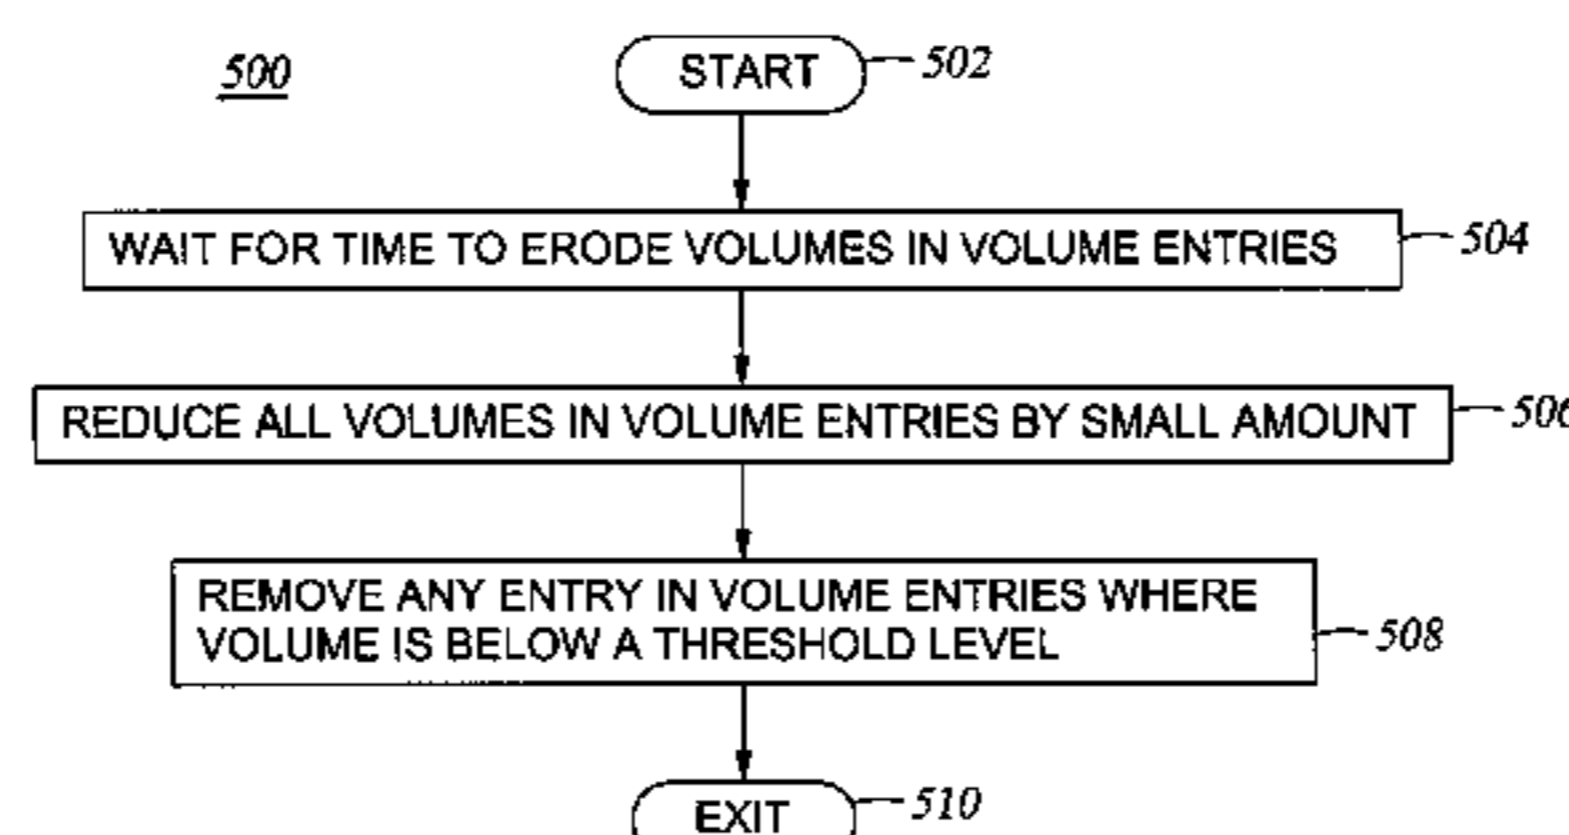 500
START
502
WAIT FOR TIME TO ERODE VOLUMES IN VOLUME ENTRIES
504
REDUCE ALL VOLUMES IN VOLUME ENTRIES BY SMALL AMOUNT
506
REMOVE ANY ENTRY IN VOLUME ENTRIES WHERE
VOLUME IS BELOW A THRESHOLD LEVEL
508
EXIT
510